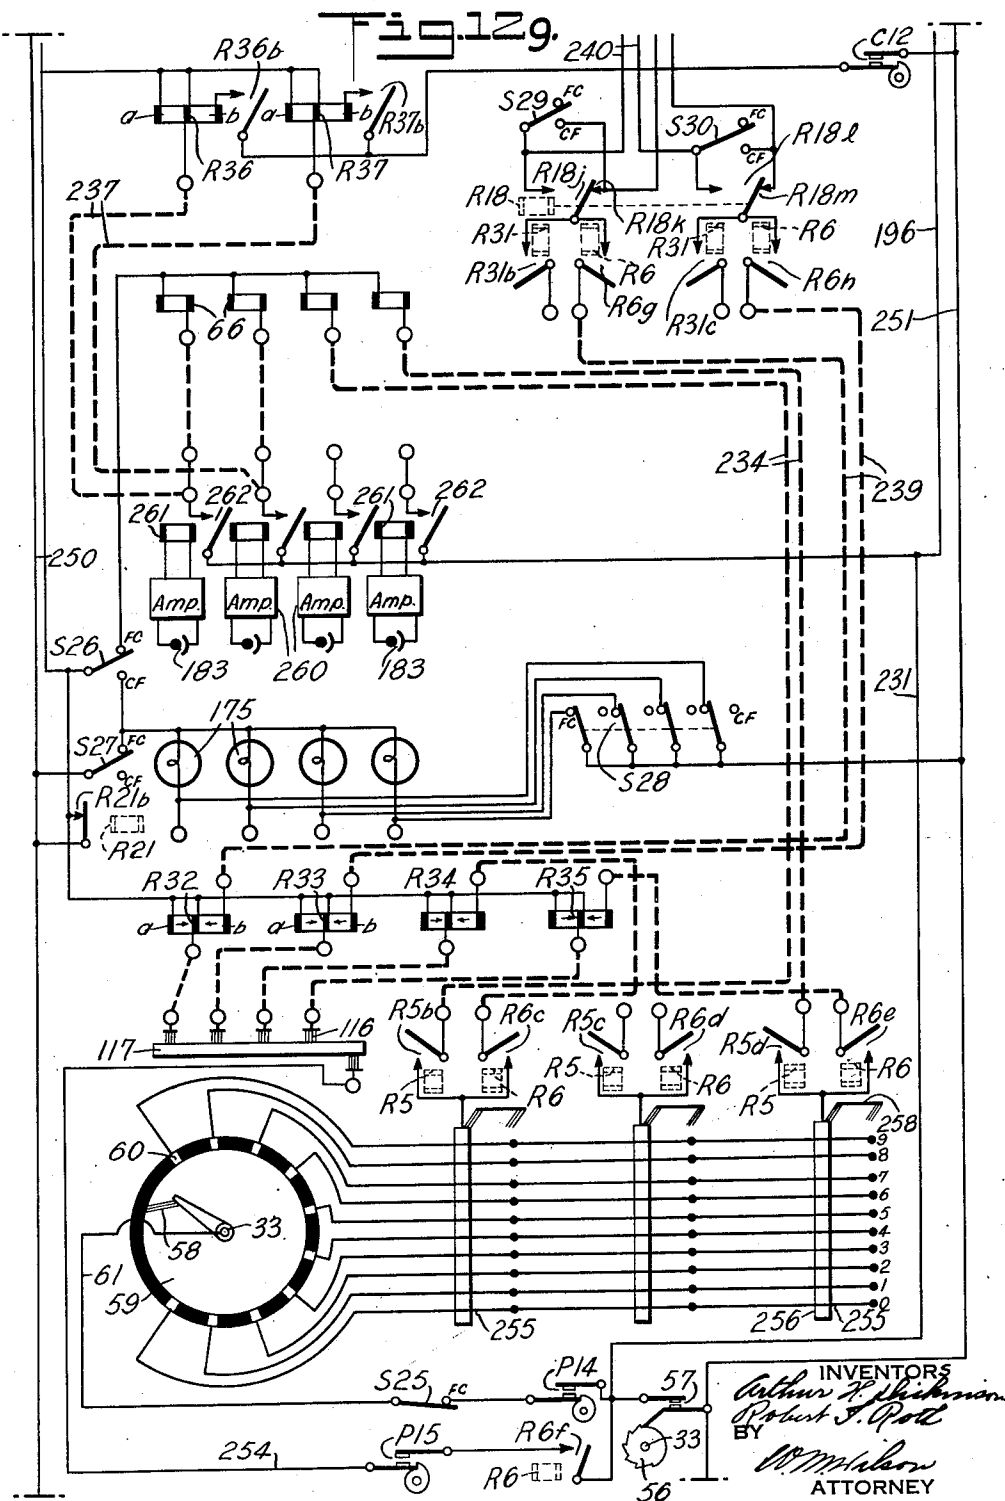 Fig. 12g.
R36b
240
C12
S29
FC
CF
S30
FC
CF
R18l
a
b
a
b
R37b
R36
R37
R18j
R18
R18k
R18m
237
R31
R6
R31
R6
196
R31b
R6g
R31c
R6h
66
251
234
239
261
262
261
262
250
Amp.
Amp.
Amp.
Amp.
S26
FC
CF
183
260
183
231
175
S27
FC
CF
FC
CF
S28
R21b
R21
R32
R33
R34
R35
a
b
a
b
116
R5b
R6c
R5c
R6d
R5d
R6e
117
R5
R6
R5
R6
R5
R6
258
60
9
8
7
6
5
4
3
2
1
0
33
58
61
59
255
256
255
S25
FC
P14
57
INVENTORS
Arthur H. Dickinson
Robert I. Roth
BY
P15
R6f
33
254
R6
56
W. M. Wilson
ATTORNEY